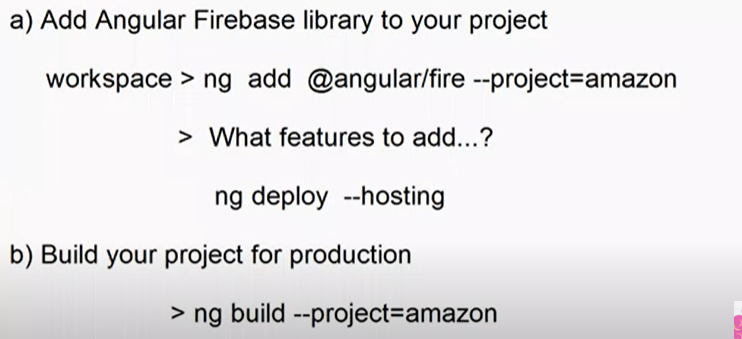 a) Add Angular Firebase library to your project
workspace > ng add @angular/fire --project=amazon
> What features to add...?
ng deploy --hosting
b) Build your project for production
> ng build --project=amazon